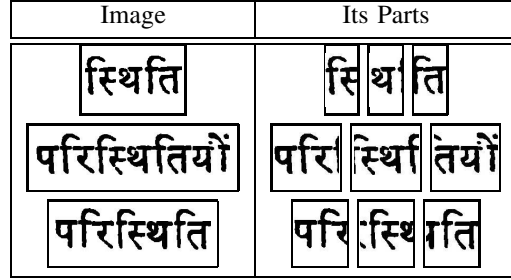 Image Its Parts
स्थिति स्थि थ ति
परिस्थितियों परि स्थि तियों
परिस्थिति परि स्थि ति